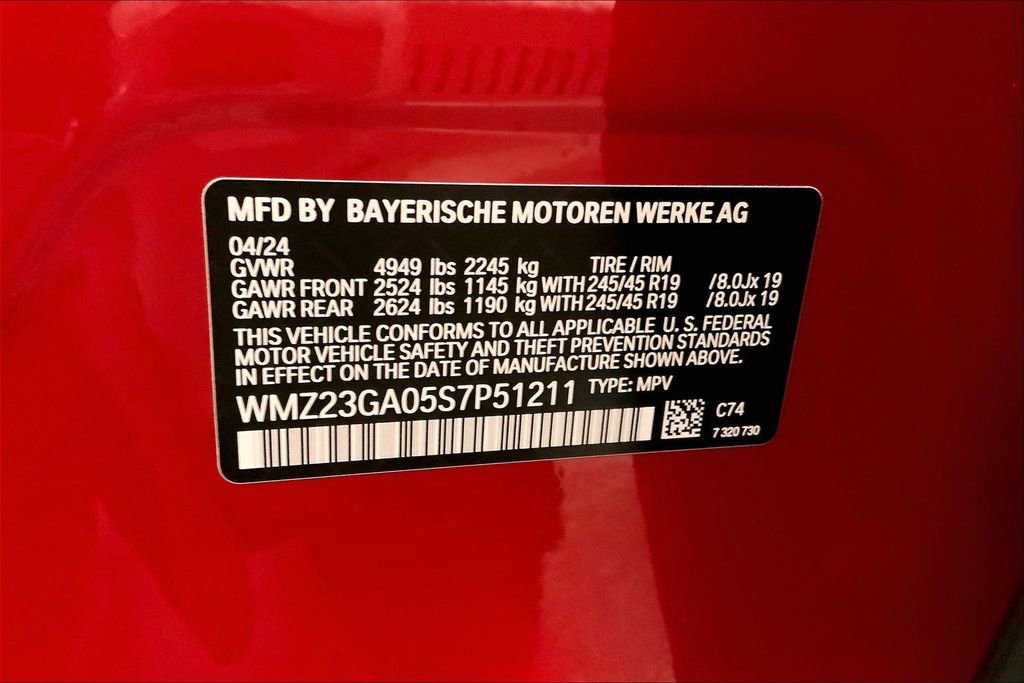 MFD BY BAYERISCHE MOTOREN WERKE AG
04/24
GVWR 4949 lbs 2245 kg TIRE / RIM
GAWR FRONT 2524 lbs 1145 kg WITH 245/45 R19 /8.0Jx 19
GAWR REAR 2624 lbs 1190 kg WITH 245/45 R19 /8.0Jx 19
THIS VEHICLE CONFORMS TO ALL APPLICABLE U. S. FEDERAL
MOTOR VEHICLE SAFETY AND THEFT PREVENTION STANDARDS
IN EFFECT ON THE DATE OF MANUFACTURE SHOWN ABOVE.
WMZ23GA05S7P51211 TYPE: MPV
C74
7 320 730